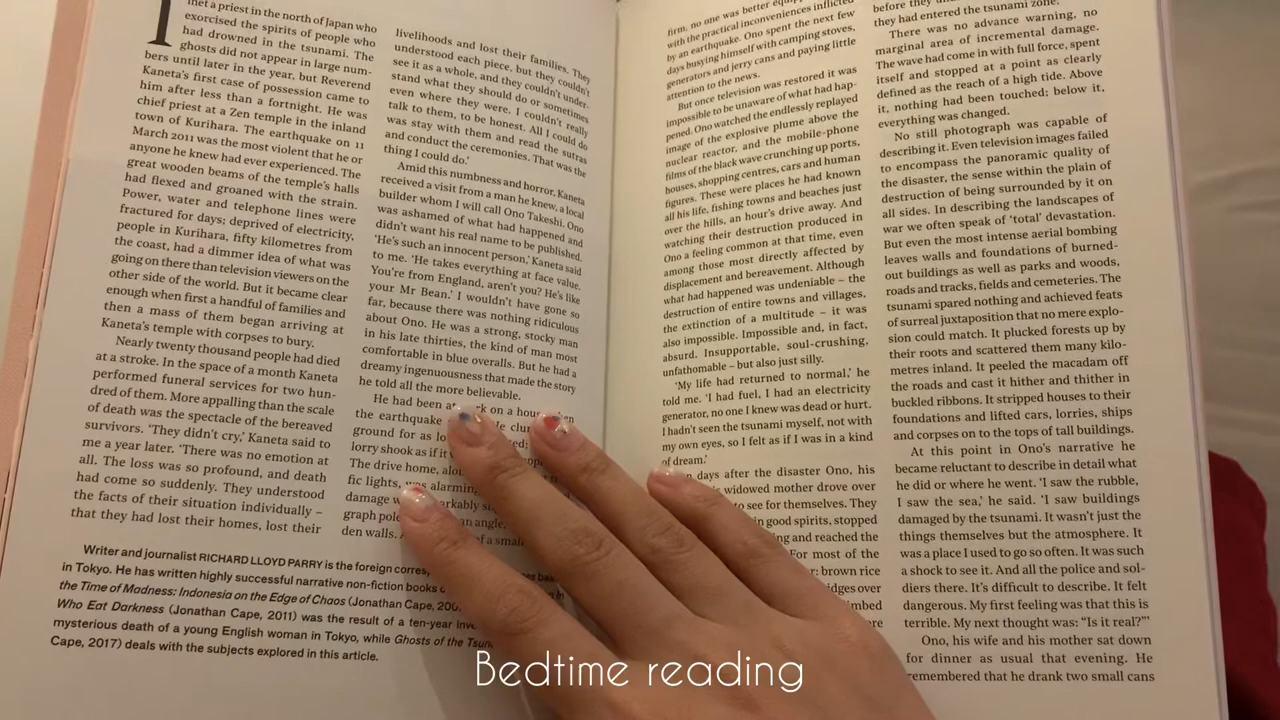 I met a priest in the north of Japan who
exorcised the spirits of people who
had drowned in the tsunami. The
ghosts did not appear in large num-
bers until later in the year, but Reverend
Kaneta's first case of possession came to
him after less than a fortnight. He was
chief priest at a Zen temple in the inland
town of Kurihara. The earthquake on 11
March 2011 was the most violent that he or
anyone he knew had ever experienced. The
great wooden beams of the temple's halls
had flexed and groaned with the strain.
Power, water and telephone lines were
fractured for days; deprived of electricity,
people in Kurihara, fifty kilometres from
the coast, had a dimmer idea of what was
going on there than television viewers on the
other side of the world. But it became clear
enough when first a handful of families and
then a mass of them began arriving at
Kaneta's temple with corpses to bury.
Nearly twenty thousand people had died
at a stroke. In the space of a month Kaneta
performed funeral services for two hun-
dred of them. More appalling than the scale
of death was the spectacle of the bereaved
survivors. 'They didn't cry,' Kaneta said to
me a year later. 'There was no emotion at
all. The loss was so profound, and death
had come so suddenly. They understood
the facts of their situation individually –
that they had lost their homes, lost their
livelihoods and lost their families. They
understood each piece, but they couldn't
see it as a whole, and they couldn't under-
stand what they should do or sometimes
even where they were. I couldn't really
talk to them, to be honest. All I could do
was stay with them and read the sutras
and conduct the ceremonies. That was the
thing I could do.'
Amid this numbness and horror, Kaneta
received a visit from a man he knew, a local
builder whom I will call Ono Takeshi. Ono
was ashamed of what had happened and
didn't want his real name to be published.
'He's such an innocent person,' Kaneta said
to me. 'He takes everything at face value.
You're from England, aren't you? He's like
your Mr Bean.' I wouldn't have gone so
far, because there was nothing ridiculous
about Ono. He was a strong, stocky man
in his late thirties, the kind of man most
comfortable in blue overalls. But he had a
dreamy ingenuousness that made the story
he told all the more believable.
He had been at on a house
the earthquake He
ground for as
lorry shook as if it
The drive home,
fic lights, was alarming
damage
graph an angle,
den walls. of a small
Writer and journalist RICHARD LLOYD PARRY is the foreign
in Tokyo. He has written highly successful narrative non-fiction books
the Time of Madness: Indonesia on the Edge of Chaos (Jonathan Cape,
Who Eat Darkness (Jonathan Cape, 2011) was the result of a ten-year
mysterious death of a young English woman in Tokyo, while Ghosts of the
Cape, 2017) deals with the subjects explored in this article.
firm, no one was better
with the practical inconveniences inflicted
by an earthquake. Ono spent the next few
days busying himself with camping stoves,
generators and jerry cans and paying little
attention to the news.
But once television was restored it was
impossible to be unaware of what had hap-
pened. Ono watched the endlessly replayed
image of the explosive plume above the
nuclear reactor, and the mobile-phone
films of the black wave crunching up ports,
houses, shopping centres, cars and human
figures. These were places he had known
all his life, fishing towns and beaches just
over the hills, an hour's drive away. And
watching their destruction produced in
Ono a feeling common at that time, even
among those most directly affected by
displacement and bereavement. Although
what had happened was undeniable – the
destruction of entire towns and villages,
the extinction of a multitude – it was
also impossible. Impossible and, in fact,
absurd. Insupportable, soul-crushing,
unfathomable – but also just silly.
'My life had returned to normal,' he
told me. 'I had fuel, I had an electricity
generator, no one I knew was dead or hurt.
I hadn't seen the tsunami myself, not with
my own eyes, so I felt as if I was in a kind
of dream.'
days after the disaster Ono, his
widowed mother drove over
to see for themselves. They
in good spirits, stopped
and reached the
For most of the
brown rice
over
before they
they had entered the tsunami zone.
There was no advance warning, no
marginal area of incremental damage.
The wave had come in with full force, spent
itself and stopped at a point as clearly
defined as the reach of a high tide. Above
it, nothing had been touched; below it,
everything was changed.
No still photograph was capable of
describing it. Even television images failed
to encompass the panoramic quality of
the disaster, the sense within the plain of
destruction of being surrounded by it on
all sides. In describing the landscapes of
war we often speak of 'total' devastation.
But even the most intense aerial bombing
leaves walls and foundations of burned-
out buildings as well as parks and woods,
roads and tracks, fields and cemeteries. The
tsunami spared nothing and achieved feats
of surreal juxtaposition that no mere explo-
sion could match. It plucked forests up by
their roots and scattered them many kilo-
metres inland. It peeled the macadam off
the roads and cast it hither and thither in
buckled ribbons. It stripped houses to their
foundations and lifted cars, lorries, ships
and corpses on to the tops of tall buildings.
At this point in Ono's narrative he
became reluctant to describe in detail what
he did or where he went. 'I saw the rubble,
I saw the sea,' he said. 'I saw buildings
damaged by the tsunami. It wasn't just the
things themselves but the atmosphere. It
was a place I used to go so often. It was such
a shock to see it. And all the police and sol-
diers there. It's difficult to describe. It felt
dangerous. My first feeling was that this is
terrible. My next thought was: "Is it real?"'
Ono, his wife and his mother sat down
for dinner as usual that evening. He
remembered that he drank two small cans
Bedtime reading